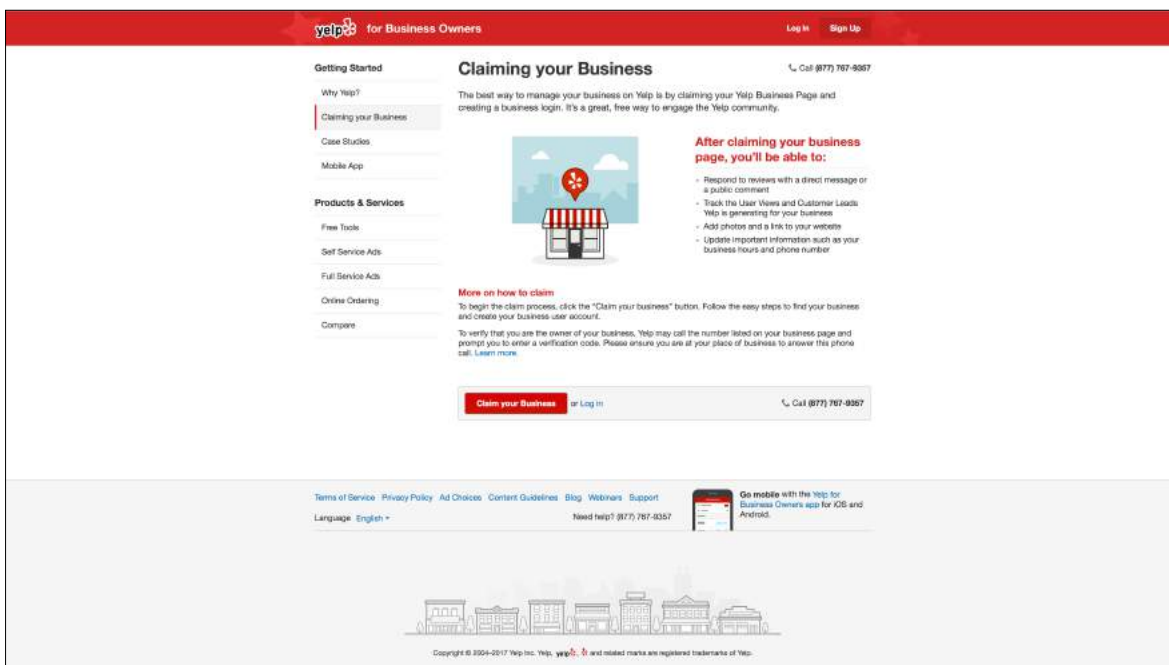 yelp for Business Owners
Log In Sign Up
Getting Started
Why Yelp?
Claiming your Business
Case Studies
Mobile App
Products & Services
Free Tools
Self Service Ads
Full Service Ads
Online Ordering
Compare
Claiming your Business
Call (877) 767-9357
The best way to manage your business on Yelp is by claiming your Yelp Business Page and
creating a business login. It's a great, free way to engage the Yelp community.
After claiming your business
page, you'll be able to:
- Respond to reviews with a direct message or
a public comment
- Track the User Views and Customer Leads
Yelp is generating for your business
- Add photos and a link to your website
- Update important information such as your
business hours and phone number
More on how to claim
To begin the claim process, click the "Claim your business" button. Follow the easy steps to find your business
and create your business user account.
To verify that you are the owner of your business, Yelp may call the number listed on your business page and
prompt you to enter a verification code. Please ensure you are at your place of business to answer this phone
call. Learn more.
Claim your Business or Log in
Call (877) 767-9357
Terms of Service Privacy Policy Ad Choices Content Guidelines Blog Webinars Support
Language English
Need help? (877) 767-9357
Go mobile with the Yelp for
Business Owners app for iOS and
Android.
Copyright © 2004–2017 Yelp Inc. Yelp, yelp, and related marks are registered trademarks of Yelp.